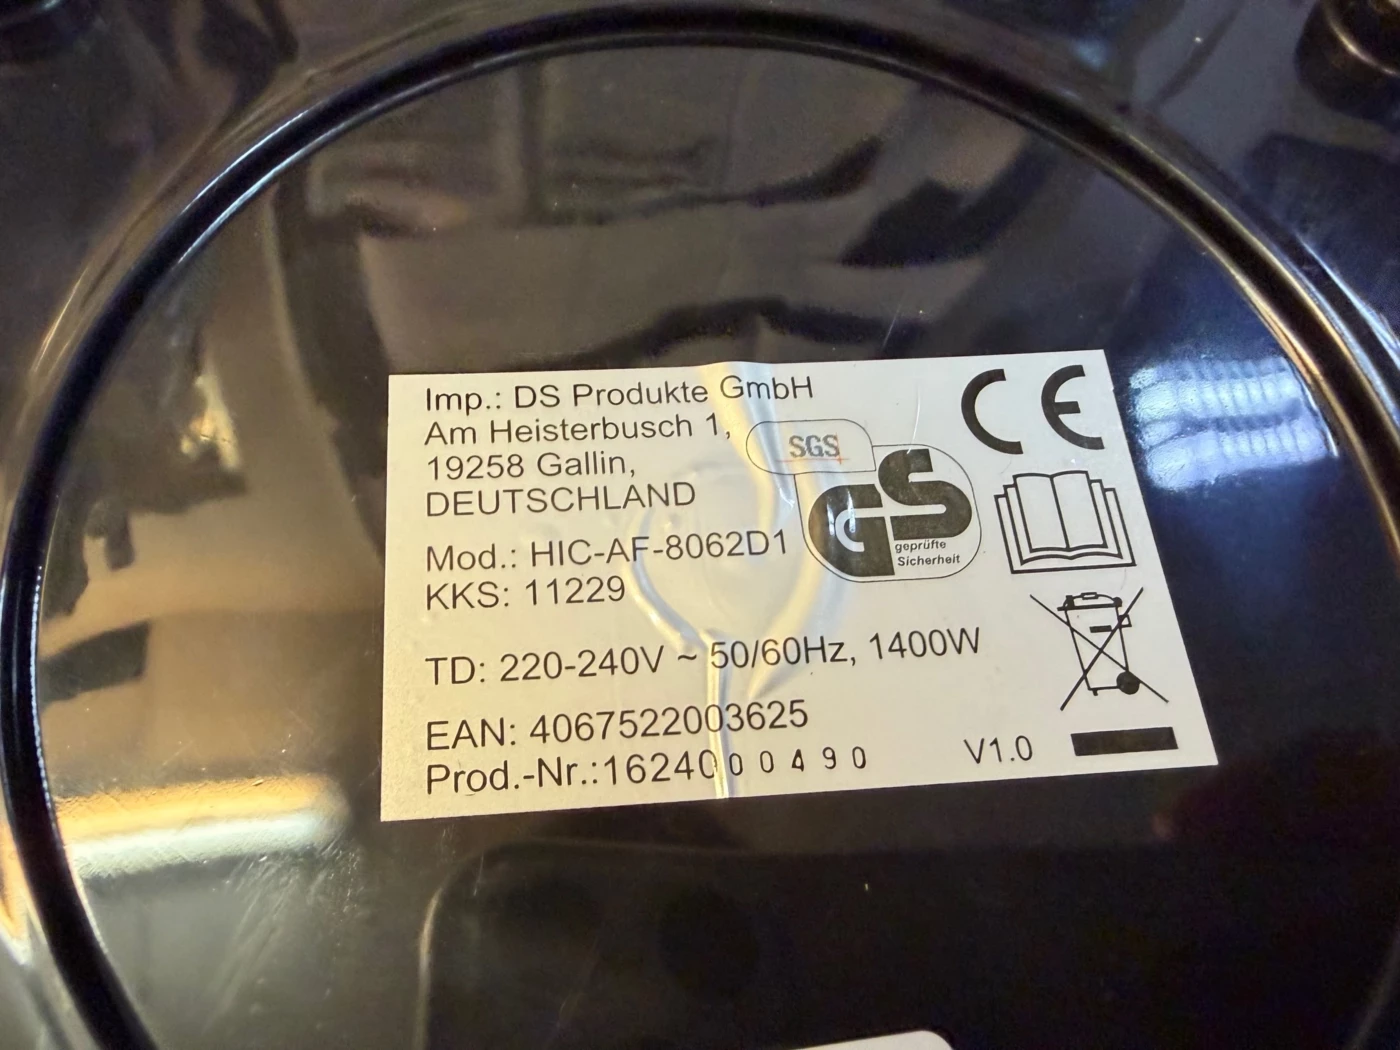 Imp.: DS Produkte GmbH
Am Heisterbusch 1,
19258 Gallin,
DEUTSCHLAND
Mod.: HIC-AF-8062D1
KKS: 11229
TD: 220-240V ~ 50/60Hz, 1400W
EAN: 4067522003625
Prod.-Nr.:1624000490
V1.0
CE
SGS
GS
geprüfte
Sicherheit